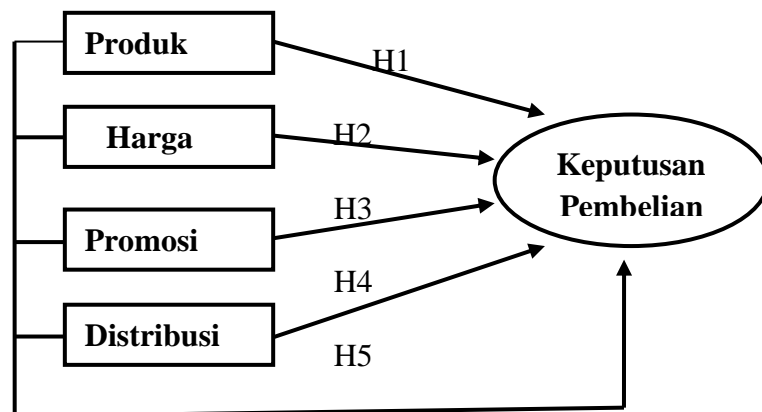 Produk
H1
Harga
H2
Keputusan
Pembelian
H3
Promosi
H4
Distribusi
H5